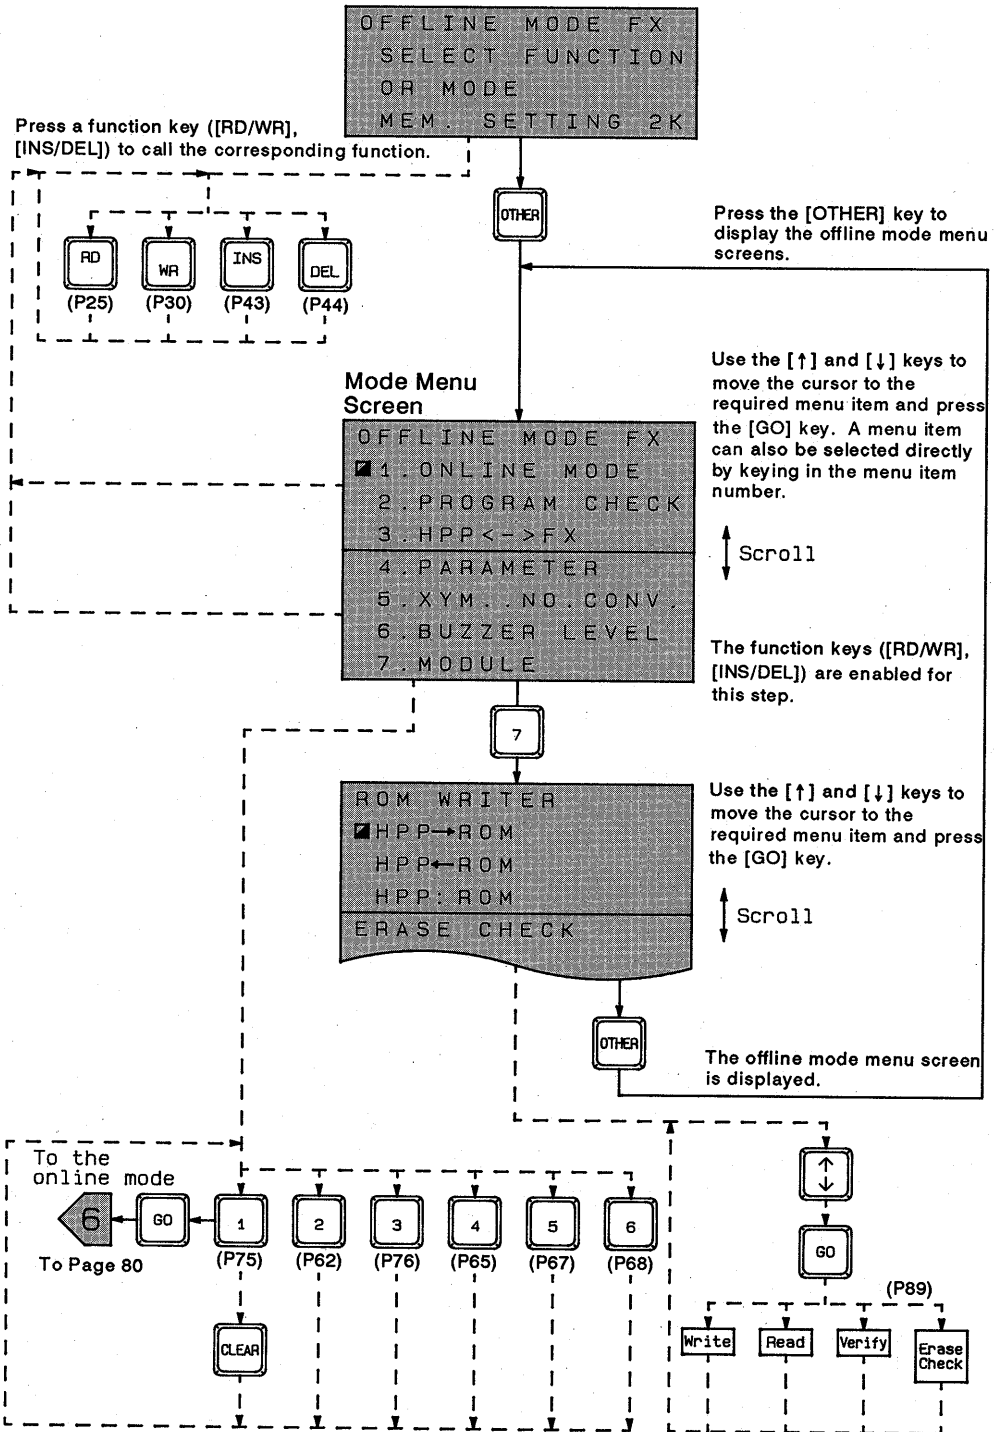 OFFLINE MODE FX
SELECT FUNCTION
OR MODE
MEM. SETTING 2K
Press a function key ([RD/WR],
[INS/DEL]) to call the corresponding function.
OTHER
Press the [OTHER] key to
display the offline mode menu
screens.
RD
WR
INS
DEL
(P25)
(P30)
(P43)
(P44)
Use the [↑] and [↓] keys to
move the cursor to the
required menu item and press
the [GO] key. A menu item
can also be selected directly
by keying in the menu item
number.
Mode Menu
Screen
OFFLINE MODE FX
1.ONLINE MODE
2.PROGRAM CHECK
3.HPP<->FX
4.PARAMETER
5.XYM..NO.CONV.
6.BUZZER LEVEL
7.MODULE
Scroll
The function keys ([RD/WR],
[INS/DEL]) are enabled for
this step.
7
ROM WRITER
HPP→ROM
HPP←ROM
HPP:ROM
ERASE CHECK
Use the [↑] and [↓] keys to
move the cursor to the
required menu item and press
the [GO] key.
Scroll
OTHER
The offline mode menu screen
is displayed.
To the
online mode
6
GO
1
2
3
4
5
6
To Page 80
(P75)
(P62)
(P76)
(P65)
(P67)
(P68)
CLEAR
↑
↓
GO
(P89)
Write
Read
Verify
Erase
Check